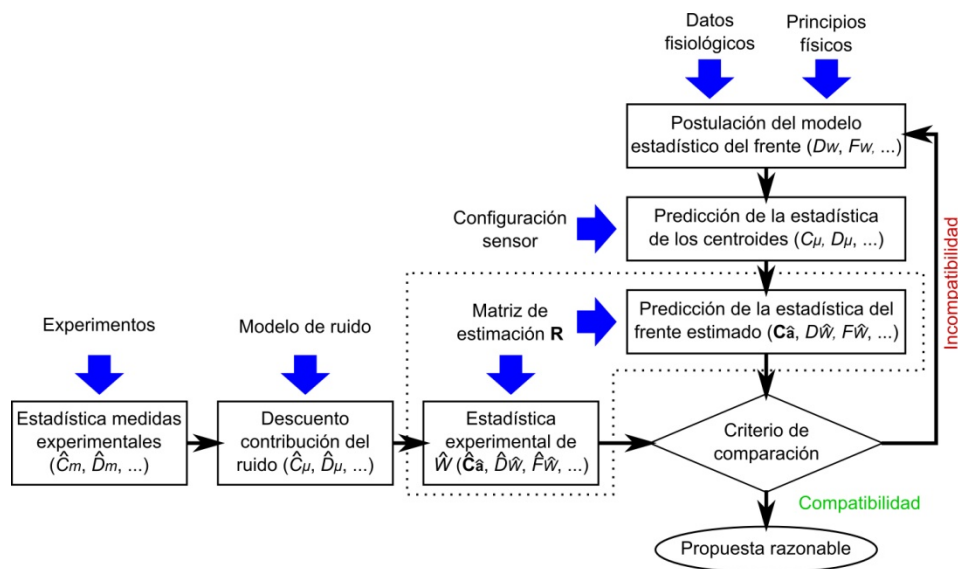 Datos
fisiológicos
Principios
físicos
Postulación del modelo
estadístico del frente (Dw, Fw, ...)
Configuración
sensor
Predicción de la estadística
de los centroides (Cμ, Dμ, ...)
Incompatibilidad
Matriz de
estimación R
Predicción de la estadística del
frente estimado (Câ, Dŵ, Fŵ, ...)
Experimentos
Modelo de ruido
Estadística medidas
experimentales
(Ĉm, D̂m, ...)
Descuento
contribución del
ruido (Ĉμ, D̂μ, ...)
Estadística
experimental de
Ŵ (Ĉâ, D̂ŵ, F̂ŵ, ...)
Criterio de
comparación
Compatibilidad
Propuesta razonable